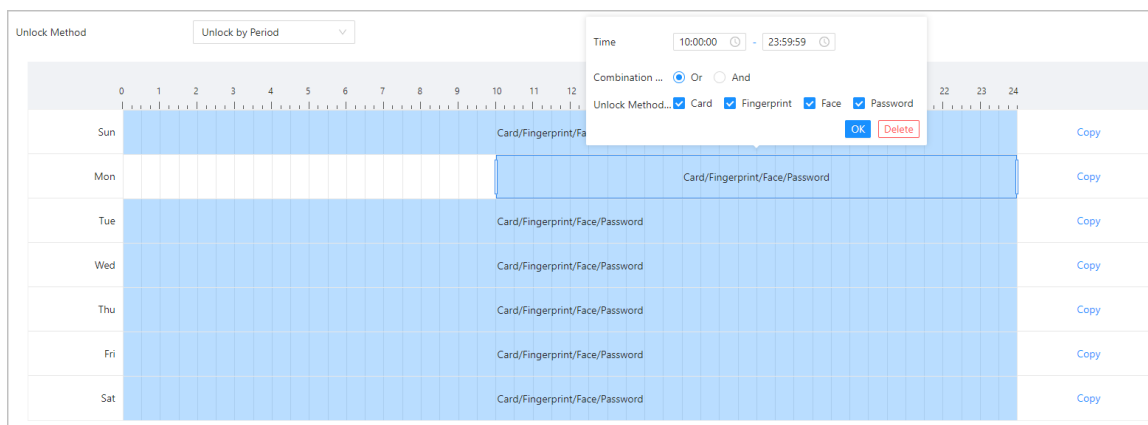 Unlock Method Unlock by Period
Time 10:00:00 - 23:59:59
Combination ... Or And
Unlock Method... Card Fingerprint Face Password
OK Delete
0 1 2 3 4 5 6 7 8 9 10 11 12 22 23 24
Sun Card/Fingerprint/Fa Copy
Mon Card/Fingerprint/Face/Password Copy
Tue Card/Fingerprint/Face/Password Copy
Wed Card/Fingerprint/Face/Password Copy
Thu Card/Fingerprint/Face/Password Copy
Fri Card/Fingerprint/Face/Password Copy
Sat Card/Fingerprint/Face/Password Copy